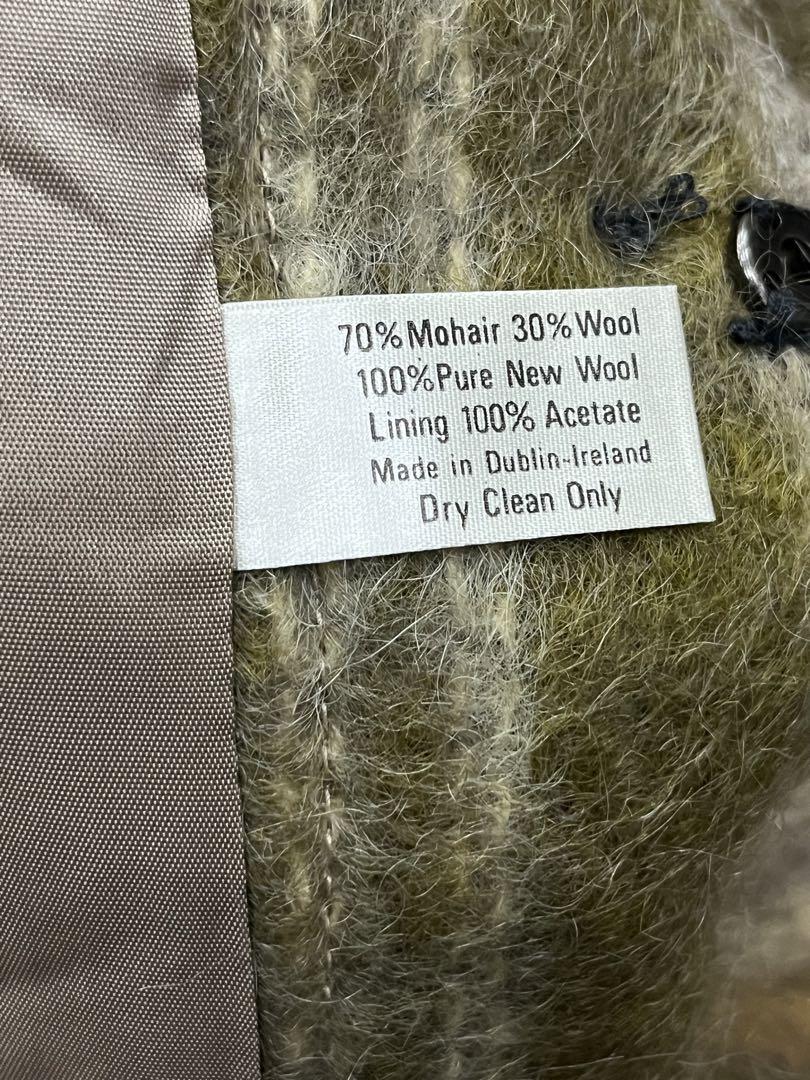 70% Mohair 30% Wool
100% Pure New Wool
Lining 100% Acetate
Made in Dublin-Ireland
Dry Clean Only